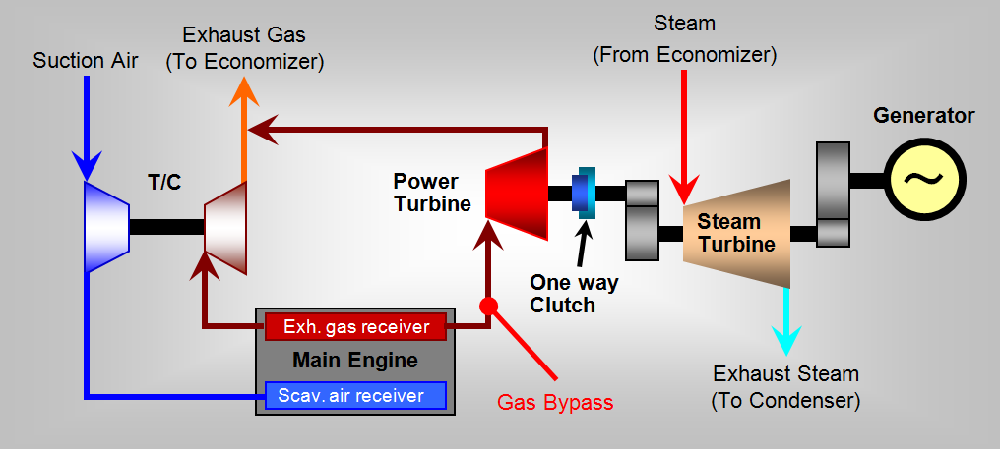 Suction Air
Exhaust Gas
(To Economizer)
Steam
(From Economizer)
Generator
T/C
Power
Turbine
Steam
Turbine
One way
Clutch
Exh. gas receiver
Main Engine
Scav. air receiver
Gas Bypass
Exhaust Steam
(To Condenser)